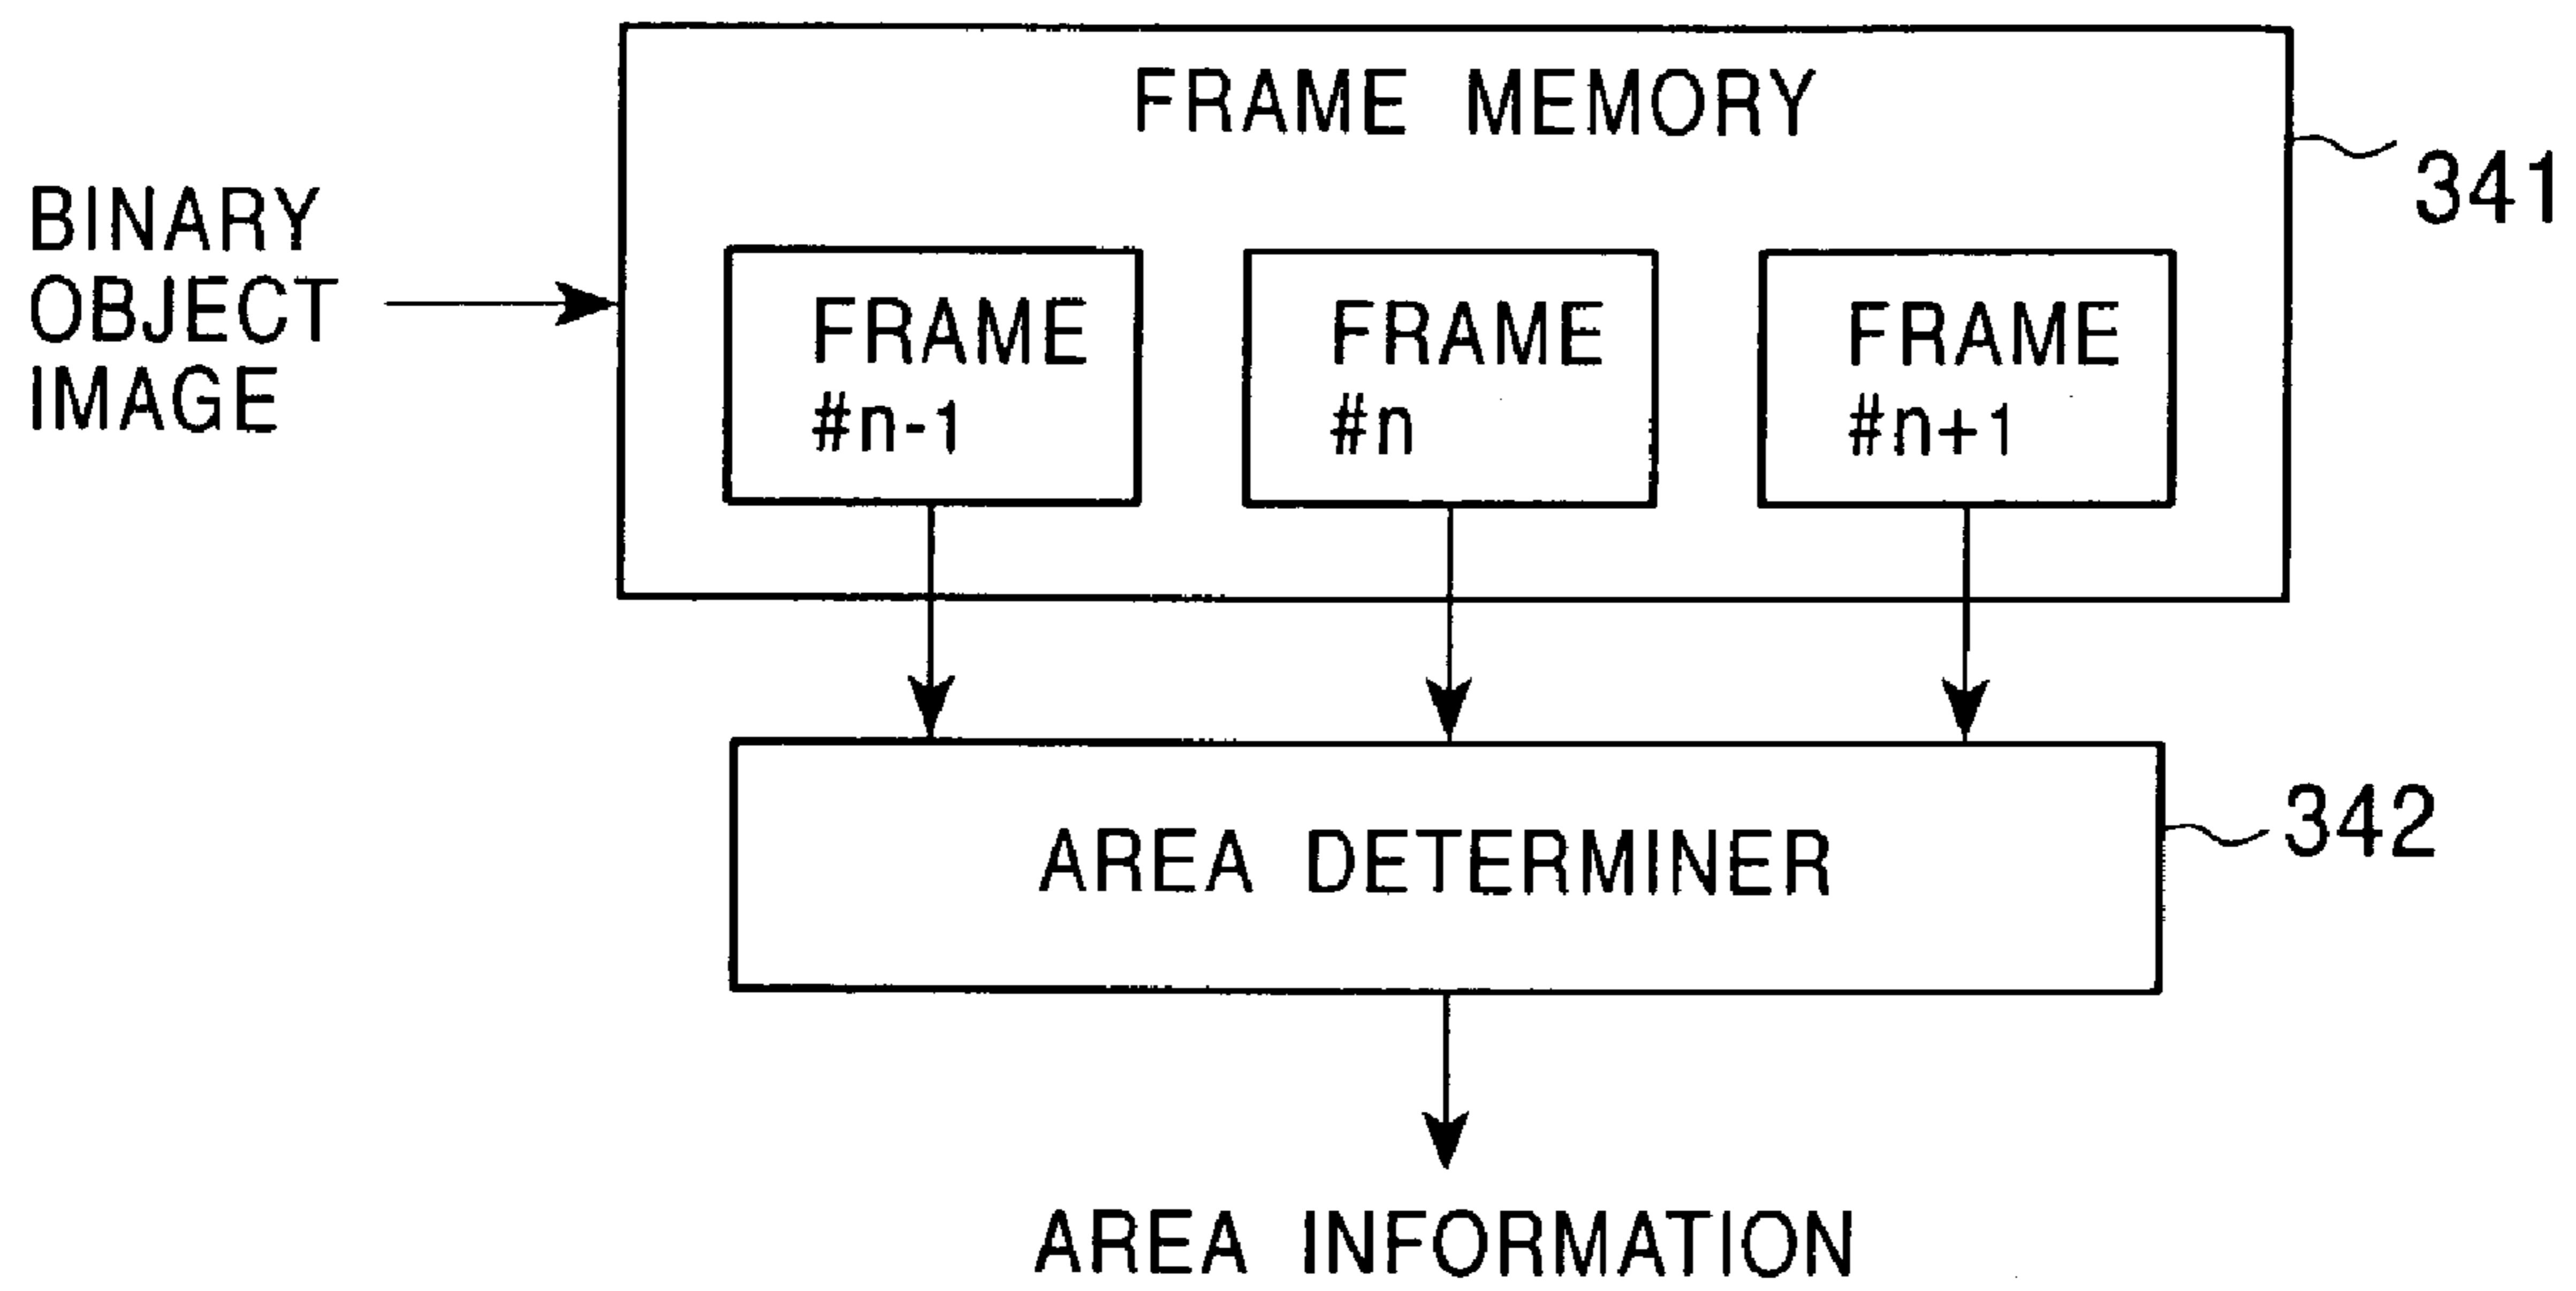 FRAME MEMORY
341
BINARY
OBJECT
IMAGE
FRAME
#n-1
FRAME
#n
FRAME
#n+1
AREA DETERMINER
342
AREA INFORMATION